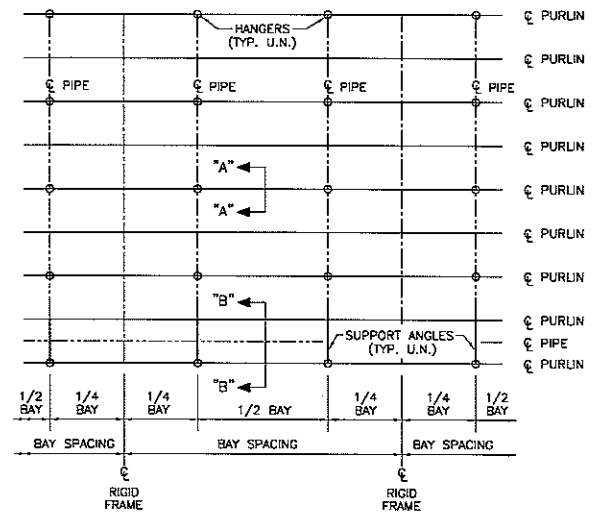 ℄ PURLIN
HANGERS
(TYP. U.N.)
℄ PURLIN
℄ PIPE ℄ PIPE ℄ PIPE ℄ PIPE
℄ PURLIN
℄ PURLIN
"A"
℄ PURLIN
"A"
℄ PURLIN
℄ PURLIN
"B"
℄ PURLIN
SUPPORT ANGLES
(TYP. U.N.)
℄ PIPE
℄ PURLIN
"B"
1/2 BAY 1/4 BAY 1/4 BAY 1/2 BAY 1/4 BAY 1/4 BAY 1/2 BAY
BAY SPACING BAY SPACING BAY SPACING
℄ ℄
RIGID FRAME RIGID FRAME